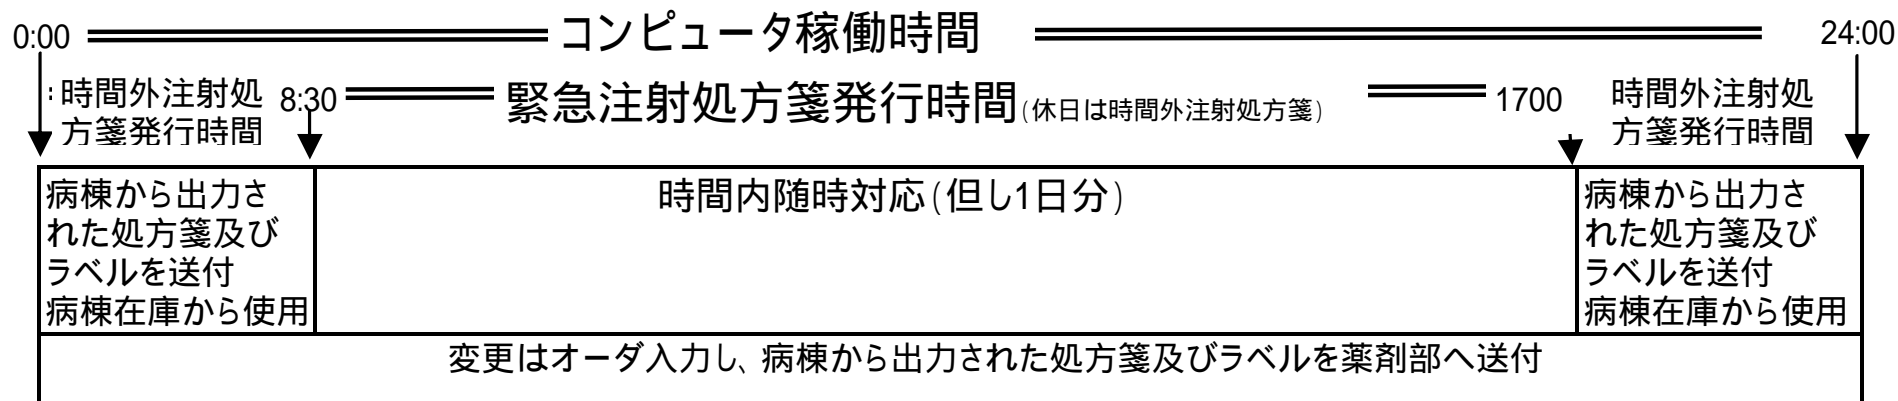 0:00 コンピュータ稼働時間 24:00
:時間外注射処
方箋発行時間
8:30 緊急注射処方箋発行時間(休日は時間外注射処方箋) 1700
時間外注射処
方箋発行時間
病棟から出力さ
れた処方箋及び
ラベルを送付
病棟在庫から使用
時間内随時対応(但し1日分)
病棟から出力さ
れた処方箋及び
ラベルを送付
病棟在庫から使用
変更はオーダ入力し、病棟から出力された処方箋及びラベルを薬剤部へ送付